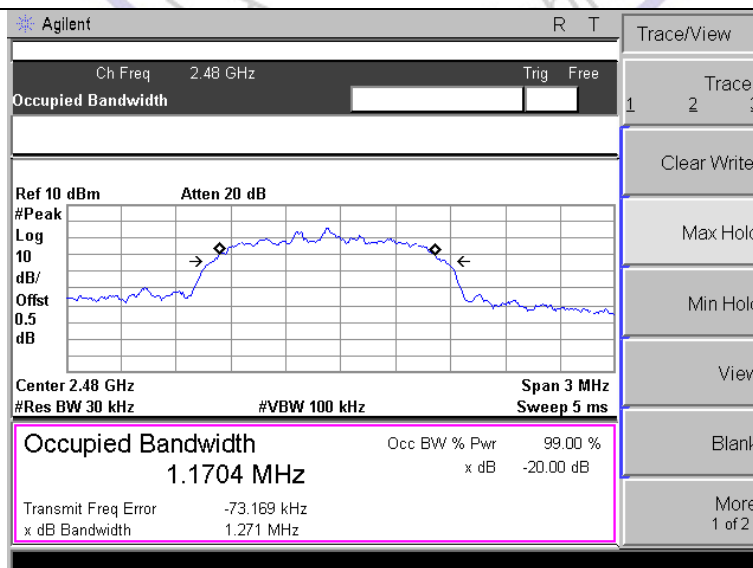 Agilent R T
Ch Freq 2.48 GHz Trig Free
Occupied Bandwidth
Ref 10 dBm Atten 20 dB
#Peak
Log
10
dB/
Offst
0.5
dB
Center 2.48 GHz Span 3 MHz
#Res BW 30 kHz #VBW 100 kHz Sweep 5 ms
Occupied Bandwidth Occ BW % Pwr 99.00 %
1.1704 MHz x dB -20.00 dB
Transmit Freq Error -73.169 kHz
x dB Bandwidth 1.271 MHz
Trace/View
Trace
1 2 3
Clear Write
Max Hold
Min Hold
View
Blank
More
1 of 2